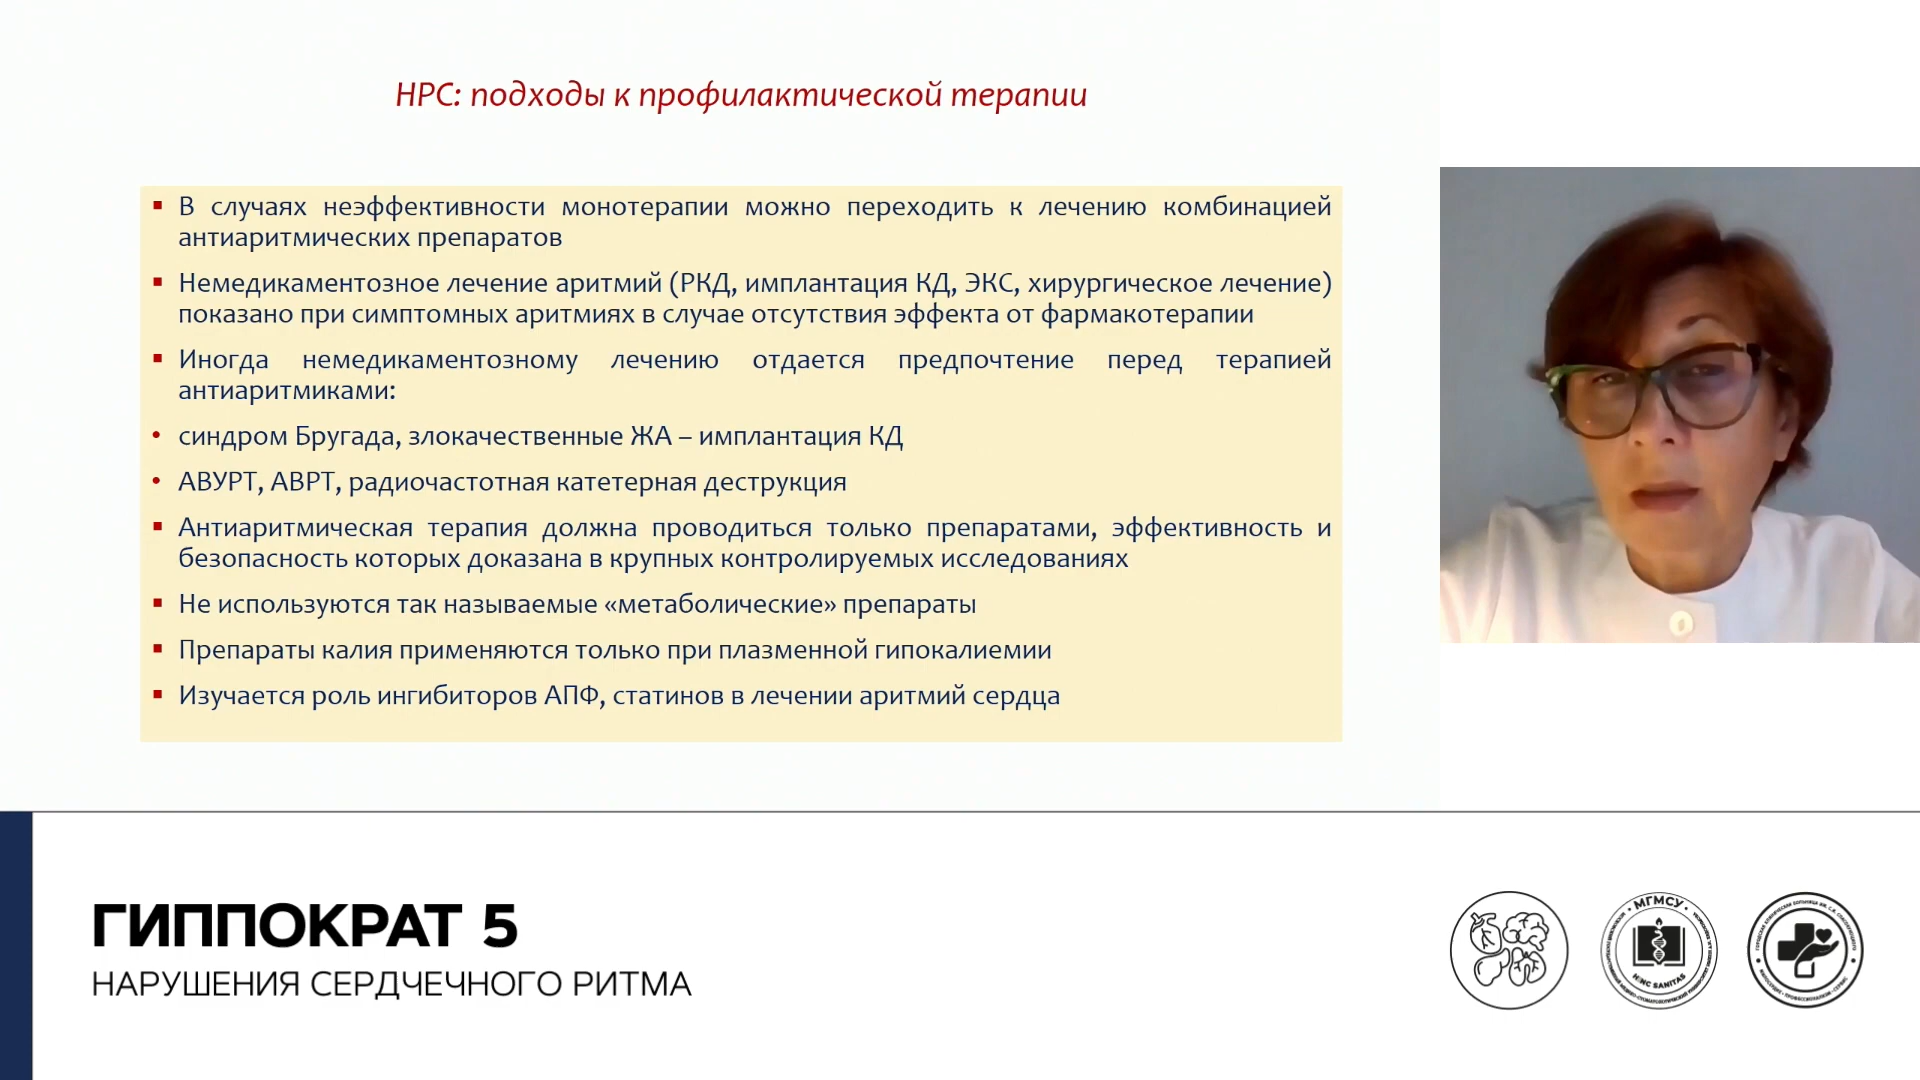 НРС: подходы к профилактической терапии
В случаях неэффективности монотерапии можно переходить к лечению комбинацией
антиаритмических препаратов
Немедикаментозное лечение аритмий (РКД, имплантация КД, ЭКС, хирургическое лечение)
показано при симптомных аритмиях в случае отсутствия эффекта от фармакотерапии
Иногда немедикаментозному лечению отдается предпочтение перед терапией
антиаритмиками:
синдром Бругада, злокачественные ЖА – имплантация КД
АВУРТ, АВРТ, радиочастотная катетерная деструкция
Антиаритмическая терапия должна проводиться только препаратами, эффективность и
безопасность которых доказана в крупных контролируемых исследованиях
Не используются так называемые «метаболические» препараты
Препараты калия применяются только при плазменной гипокалиемии
Изучается роль ингибиторов АПФ, статинов в лечении аритмий сердца
ГИППОКРАТ 5
НАРУШЕНИЯ СЕРДЧЕЧНОГО РИТМА
МГМСУ